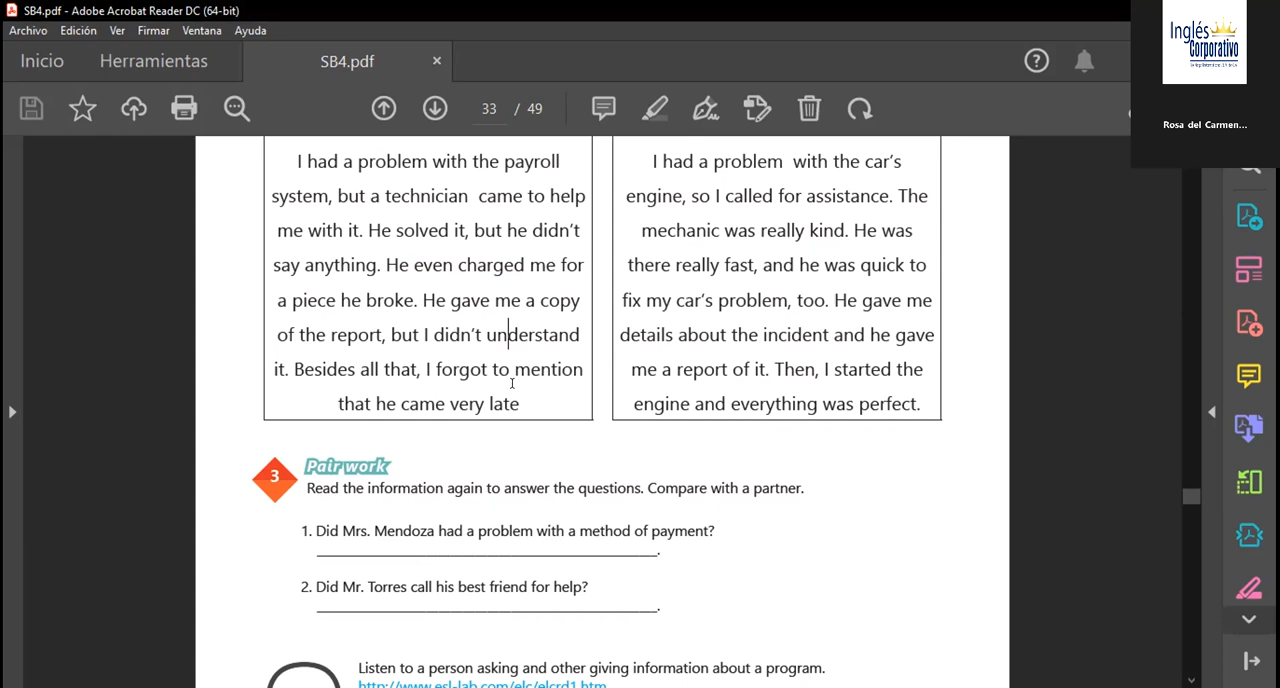 SB4.pdf - Adobe Acrobat Reader DC (64-bit)
Archivo Edición Ver Firmar Ventana Ayuda
Inicio Herramientas SB4.pdf ×
33 / 49
Inglés
Corporativo
Rosa del Carmen...
I had a problem with the payroll
system, but a technician came to help
me with it. He solved it, but he didn't
say anything. He even charged me for
a piece he broke. He gave me a copy
of the report, but I didn't understand
it. Besides all that, I forgot to mention
that he came very late
I had a problem with the car's
engine, so I called for assistance. The
mechanic was really kind. He was
there really fast, and he was quick to
fix my car's problem, too. He gave me
details about the incident and he gave
me a report of it. Then, I started the
engine and everything was perfect.
3 Pair work
Read the information again to answer the questions. Compare with a partner.
1. Did Mrs. Mendoza had a problem with a method of payment?
2. Did Mr. Torres call his best friend for help?
Listen to a person asking and other giving information about a program.
http://www.esl-lab.com/elc/elcrd1.htm